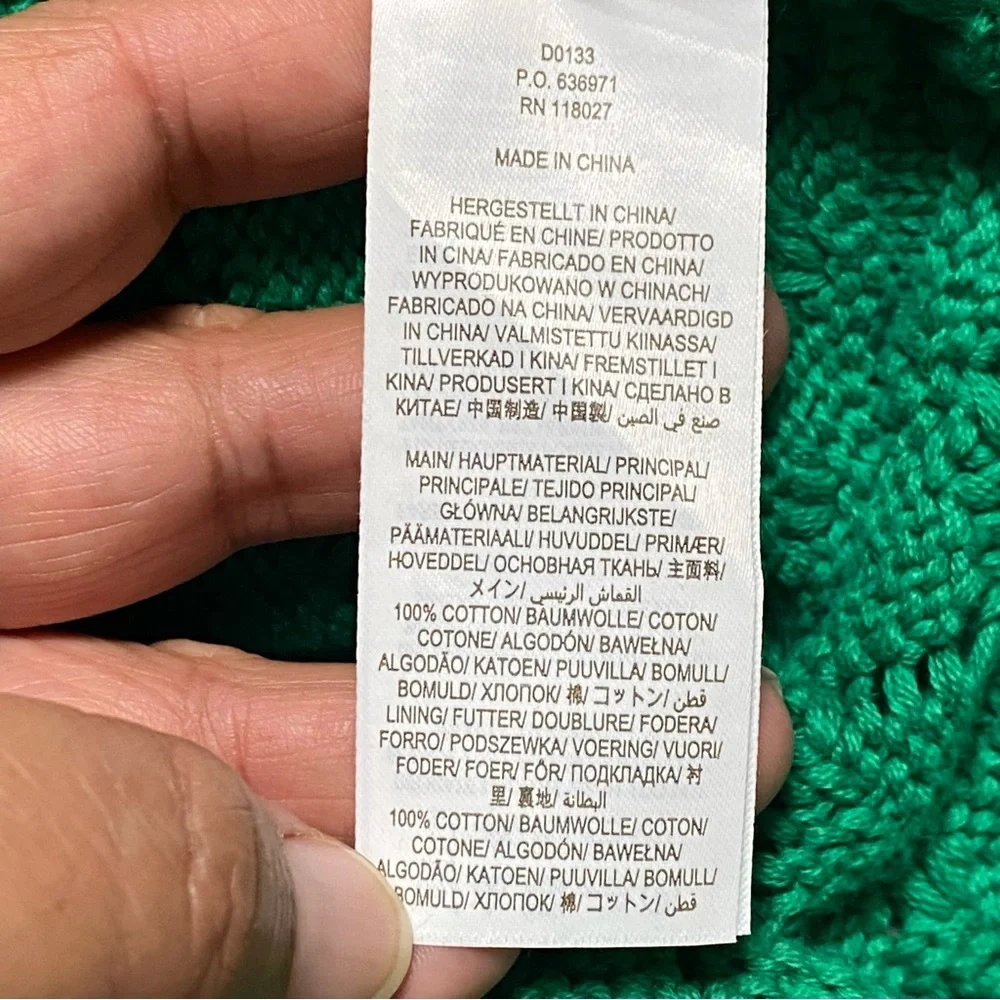 D0133
P.O. 636971
RN 118027
MADE IN CHINA
HERGESTELLT IN CHINA/
FABRIQUÉ EN CHINE/ PRODOTTO
IN CINA/ FABRICADO EN CHINA/
WYPRODUKOWANO W CHINACH/
FABRICADO NA CHINA/ VERVAARDIGD
IN CHINA/ VALMISTETTU KIINASSA/
TILLVERKAD I KINA/ FREMSTILLET I
KINA/ PRODUSERT I KINA/ СДЕЛАНО В
КИТАЕ/ 中国制造/ 中国製/ صنع في الصين
MAIN/ HAUPTMATERIAL/ PRINCIPAL/
PRINCIPALE/ TEJIDO PRINCIPAL/
GŁÓWNA/ BELANGRIJKSTE/
PÄÄMATERIAALI/ HUVUDDEL/ PRIMÆR/
HOVEDDEL/ ОСНОВНАЯ ТКАНЬ/ 主面料/
メイン/ القماش الرئيسي
100% COTTON/ BAUMWOLLE/ COTON/
COTONE/ ALGODÓN/ BAWEŁNA/
ALGODÃO/ KATOEN/ PUUVILLA/ BOMULL/
BOMULD/ ХЛОПОК/ 棉/ コットン/ قطن
LINING/ FUTTER/ DOUBLURE/ FODERA/
FORRO/ PODSZEWKA/ VOERING/ VUORI/
FODER/ FOER/ FÔR/ ПОДКЛАДКА/ 衬
里/ 裏地/ البطانة
100% COTTON/ BAUMWOLLE/ COTON/
COTONE/ ALGODÓN/ BAWEŁNA/
ALGODÃO/ KATOEN/ PUUVILLA/ BOMULL/
BOMULD/ ХЛОПОК/ 棉/ コットン/ قطن